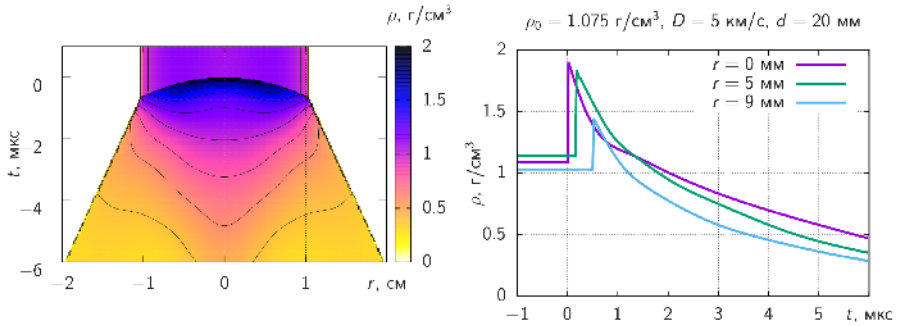 ρ, г/см³
2
1.5
1
0.5
0
t, мкс
0
2
−4
−6
−2 −1 0 1 r, см
ρ₀ = 1.075 г/см³, D = 5 км/с, d = 20 мм
r = 0 мм
r = 5 мм
r = 9 мм
ρ, г/см³
2
1.5
1
0.5
0
−1 0 1 2 3 4 5 t, мкс